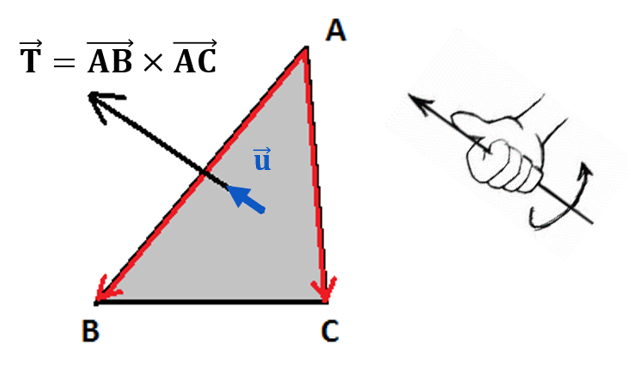 A
T⃗ = AB⃗ × AC⃗
u⃗
B
C